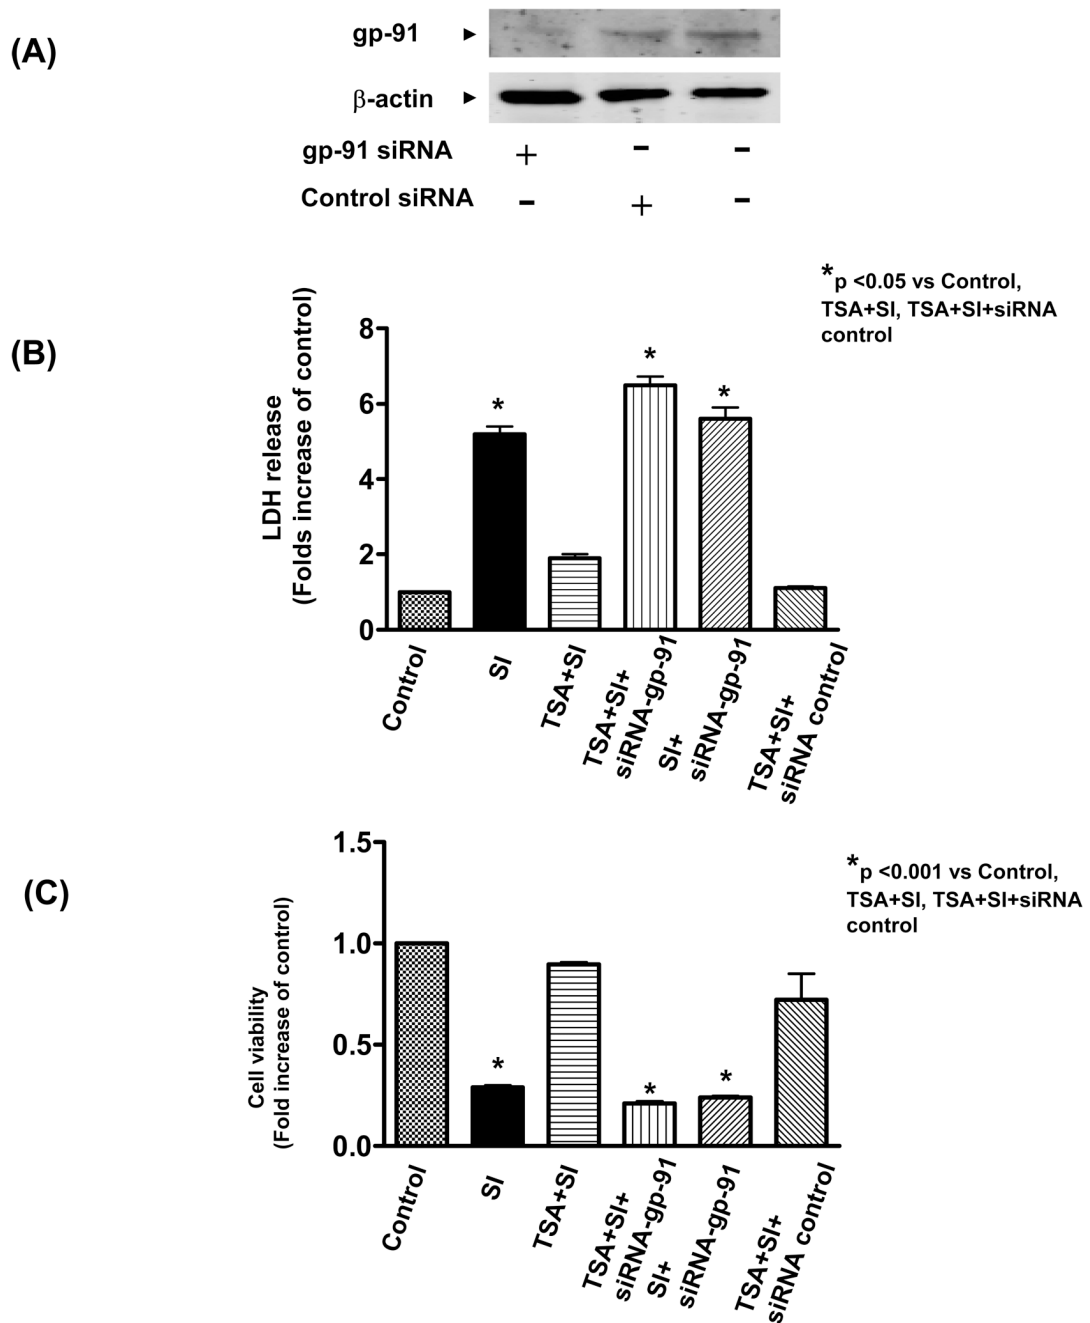 (A)
gp-91 ►
β-actin ►
gp-91 siRNA + - -
Control siRNA - + -
(B)
*p <0.05 vs Control,
TSA+SI, TSA+SI+siRNA
control
LDH release
(Folds increase of control)
8
6
4
2
0
* * *
Control
SI
TSA+SI
TSA+SI+
siRNA-gp-91
SI+
siRNA-gp-91
TSA+SI+
siRNA control
(C)
*p <0.001 vs Control,
TSA+SI, TSA+SI+siRNA
control
Cell viability
(Fold increase of control)
1.5
1.0
0.5
0.0
* * *
Control
SI
TSA+SI
TSA+SI+
siRNA-gp-91
SI+
siRNA-gp-91
TSA+SI+
siRNA control